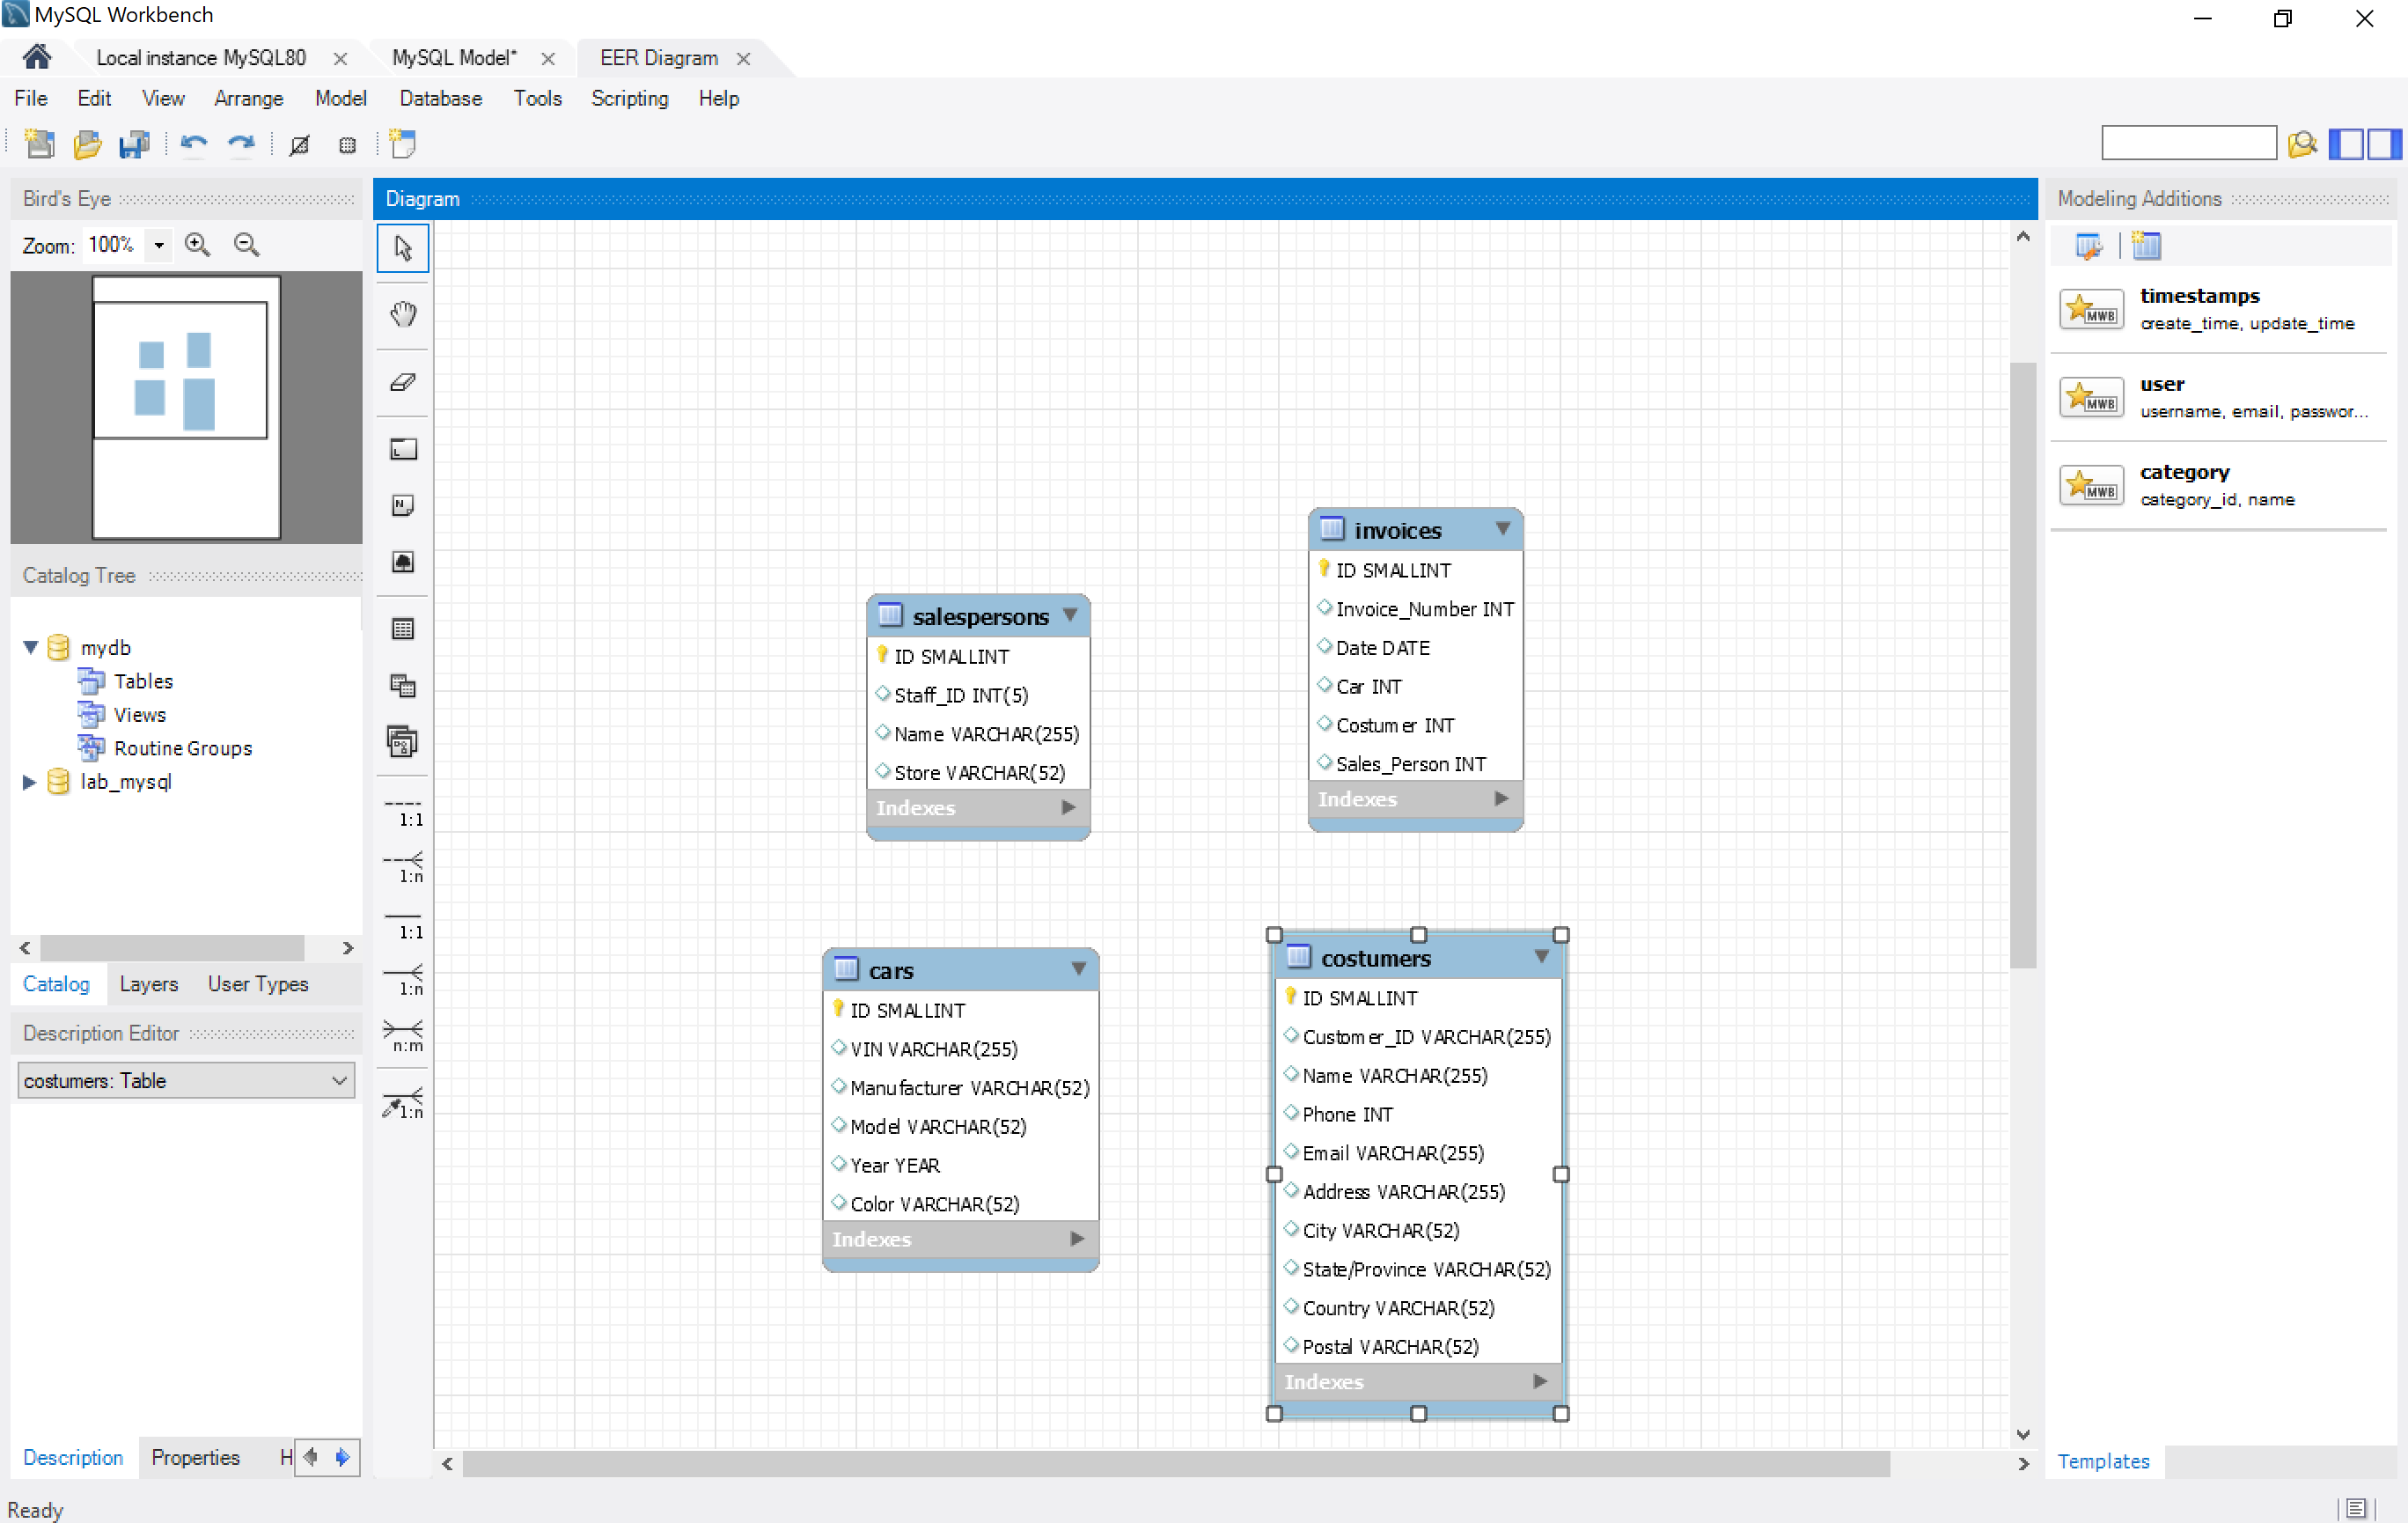 MySQL Workbench
Local instance MySQL80
MySQL Model*
EER Diagram
File Edit View Arrange Model Database Tools Scripting Help
Bird's Eye
Zoom: 100%
Catalog Tree
mydb
Tables
Views
Routine Groups
lab_mysql
Catalog Layers User Types
Description Editor
costumers: Table
Description Properties H
Ready
Diagram
L
N
1:1
1:n
1:1
1:n
n:m
1:n
salespersons
ID SMALLINT
Staff_ID INT(5)
Name VARCHAR(255)
Store VARCHAR(52)
Indexes
invoices
ID SMALLINT
Invoice_Number INT
Date DATE
Car INT
Costumer INT
Sales_Person INT
Indexes
cars
ID SMALLINT
VIN VARCHAR(255)
Manufacturer VARCHAR(52)
Model VARCHAR(52)
Year YEAR
Color VARCHAR(52)
Indexes
costumers
ID SMALLINT
Customer_ID VARCHAR(255)
Name VARCHAR(255)
Phone INT
Email VARCHAR(255)
Address VARCHAR(255)
City VARCHAR(52)
State/Province VARCHAR(52)
Country VARCHAR(52)
Postal VARCHAR(52)
Indexes
Modeling Additions
MWB
timestamps
create_time, update_time
MWB
user
username, email, passwor...
MWB
category
category_id, name
Templates